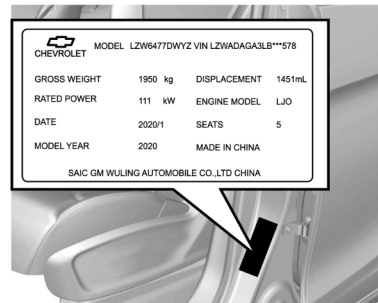 CHEVROLET MODEL LZW6477DWYZ VIN LZWADAGA3LB***578
GROSS WEIGHT 1950 kg DISPLACEMENT 1451mL
RATED POWER 111 kW ENGINE MODEL LJO
DATE 2020/1 SEATS 5
MODEL YEAR 2020 MADE IN CHINA
SAIC GM WULING AUTOMOBILE CO.,LTD CHINA